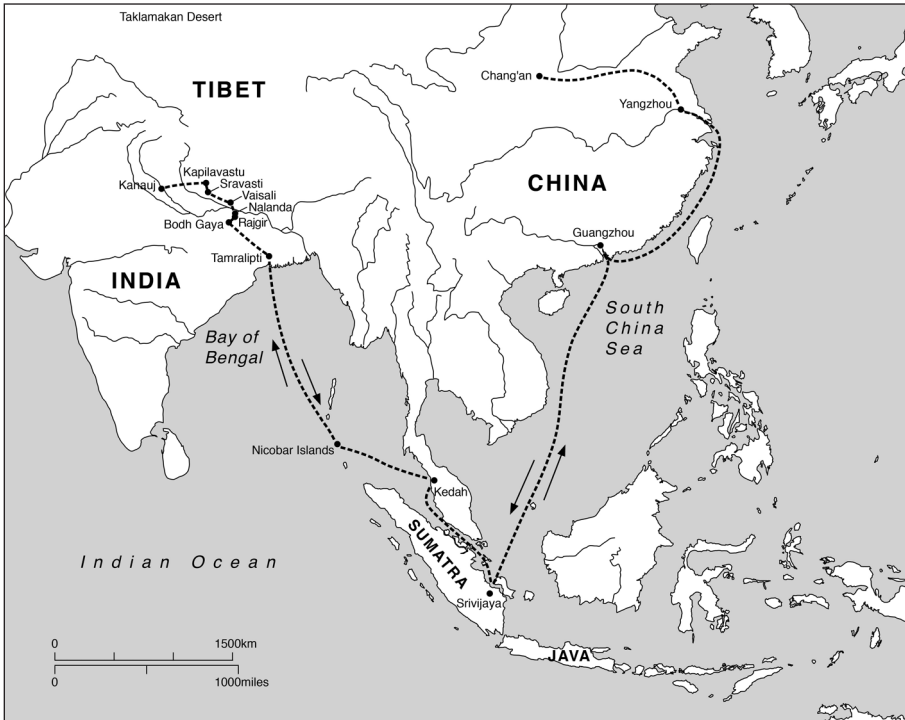 Taklamakan Desert
TIBET
Chang'an
Yangzhou
Kapilavastu
Kanauj
Sravasti
Vaisali
Nalanda
Bodh Gaya
Rajgir
CHINA
Guangzhou
Tamralipti
INDIA
South
China
Sea
Bay of
Bengal
Nicobar Islands
Kedah
SUMATRA
Srivijaya
Indian Ocean
JAVA
0 1500km
0 1000miles